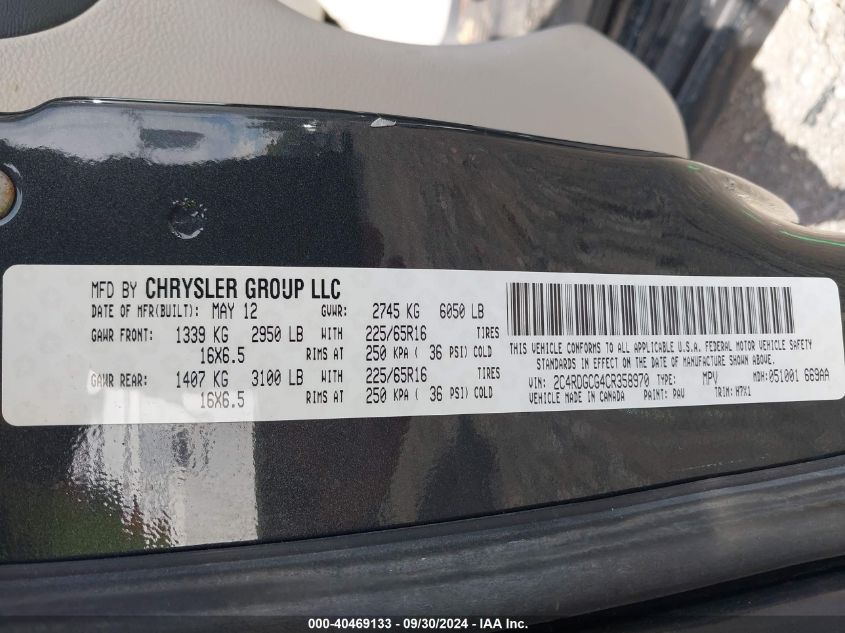 MFD BY CHRYSLER GROUP LLC
DATE OF MFR(BUILT): MAY 12 GVWR: 2745 KG 6050 LB
GAWR FRONT: 1339 KG 2950 LB WITH 225/65R16 TIRES
16X6.5 RIMS AT 250 KPA ( 36 PSI) COLD
GAWR REAR: 1407 KG 3100 LB WITH 225/65R16 TIRES
16X6.5 RIMS AT 250 KPA ( 36 PSI) COLD
THIS VEHICLE CONFORMS TO ALL APPLICABLE U.S.A. FEDERAL MOTOR VEHICLE SAFETY
STANDARDS IN EFFECT ON THE DATE OF MANUFACTURE SHOWN ABOVE.
VIN: 2C4RDGCG4CR358970 TYPE: MPV MDH: 051001 669AA
VEHICLE MADE IN CANADA PAINT: PAU TRIM: H7X1
000-40469133 - 09/30/2024 - IAA Inc.